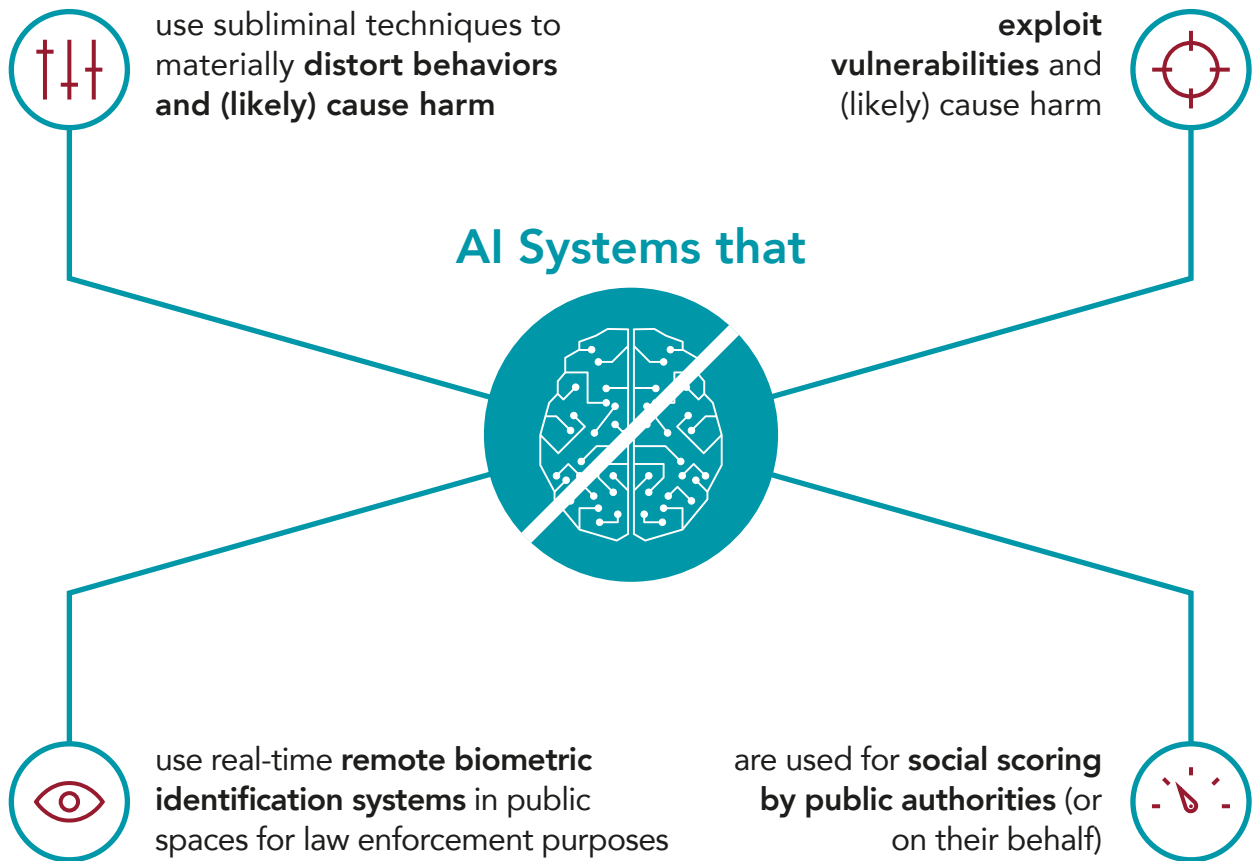 use subliminal techniques to
materially distort behaviors
and (likely) cause harm
exploit
vulnerabilities and
(likely) cause harm
AI Systems that
use real-time remote biometric
identification systems in public
spaces for law enforcement purposes
are used for social scoring
by public authorities (or
on their behalf)